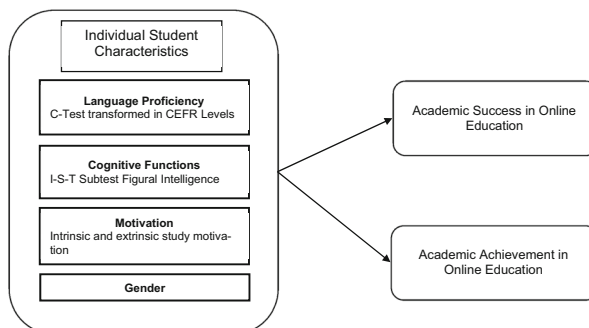 Individual Student
Characteristics
Language Proficiency
C-Test transformed in CEFR Levels
Cognitive Functions
I-S-T Subtest Figural Intelligence
Motivation
Intrinsic and extrinsic study motiva-
tion
Gender
Academic Success in Online
Education
Academic Achievement in
Online Education